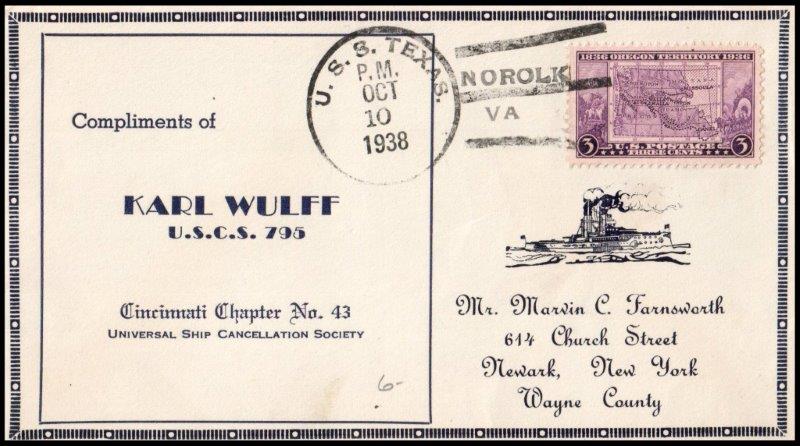 Compliments of
KARL WULFF
U.S.C.S. 795
Cincinnati Chapter No. 43
UNIVERSAL SHIP CANCELLATION SOCIETY
6-
U. S. S. TEXAS.
P.M.
OCT
10
1938
NOROLK
VA
1836 OREGON TERRITORY 1936
3 U.S. POSTAGE 3
THREE CENTS
Mr. Marvin C. Farnsworth
614 Church Street
Newark, New York
Wayne County